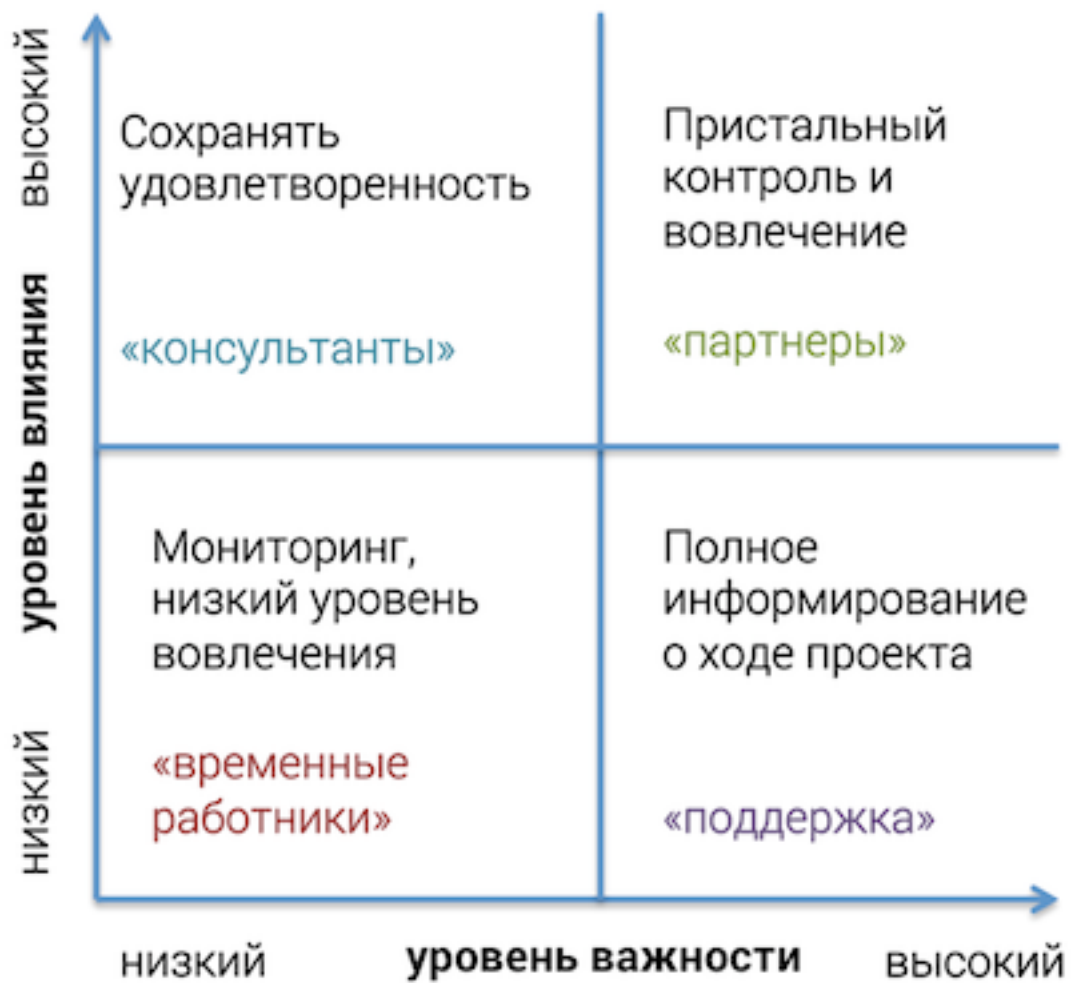 высокий
уровень влияния
низкий
Сохранять
удовлетворенность
«консультанты»
Пристальный
контроль и
вовлечение
«партнеры»
Мониторинг,
низкий уровень
вовлечения
«временные
работники»
Полное
информирование
о ходе проекта
«поддержка»
низкий
уровень важности
высокий